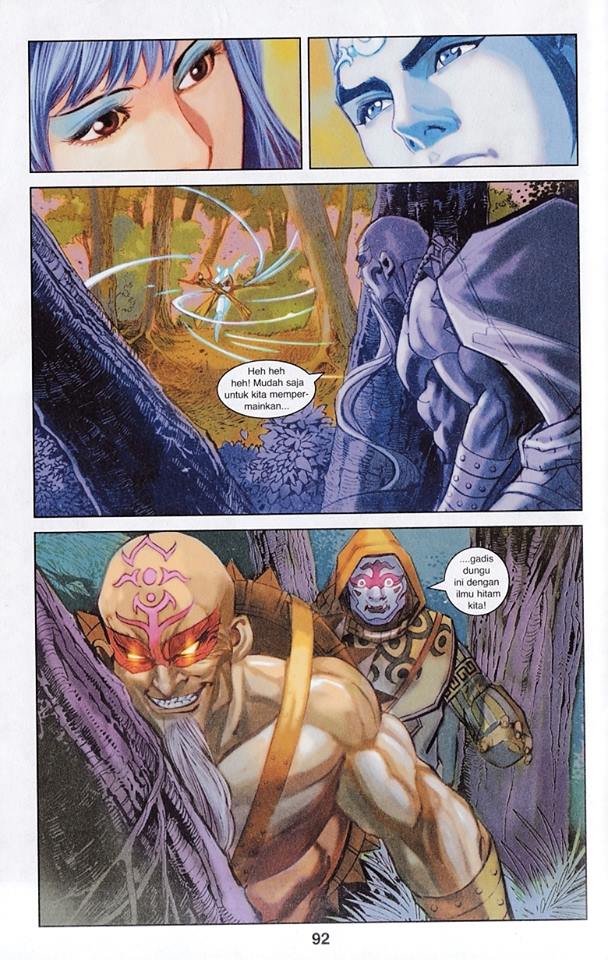 Heh heh
heh! Mudah saja
untuk kita memper-
mainkan...
....gadis
dungu
ini dengan
ilmu hitam
kita!
92